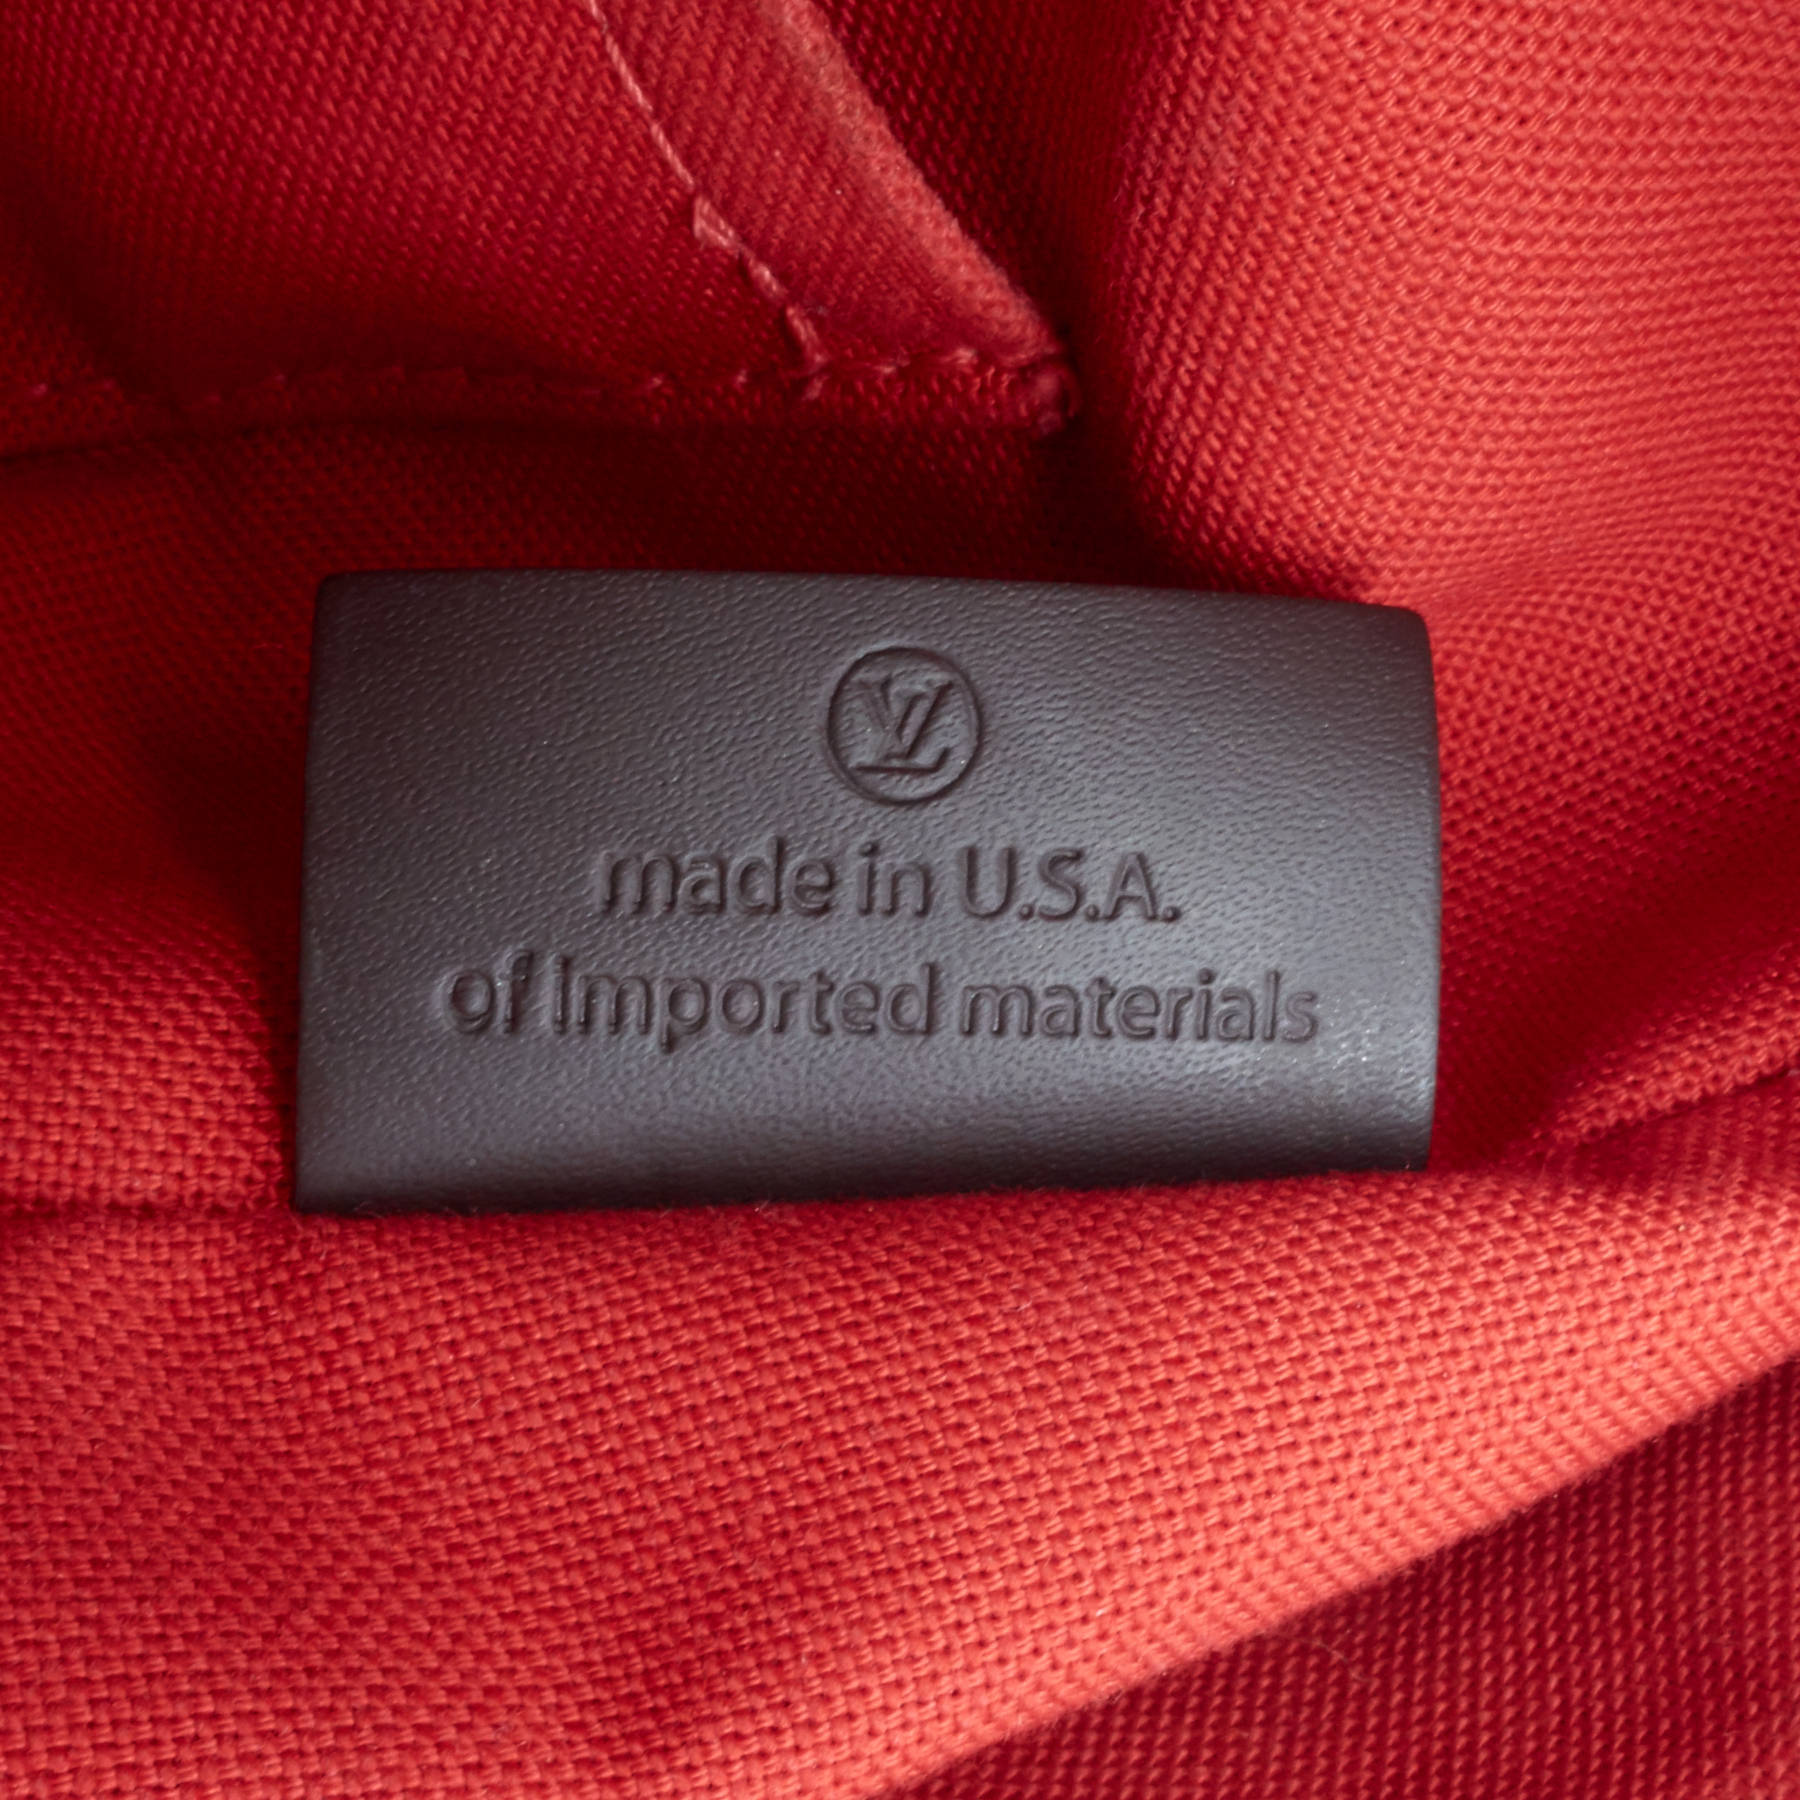 LV
made in U.S.A.
of Imported materials